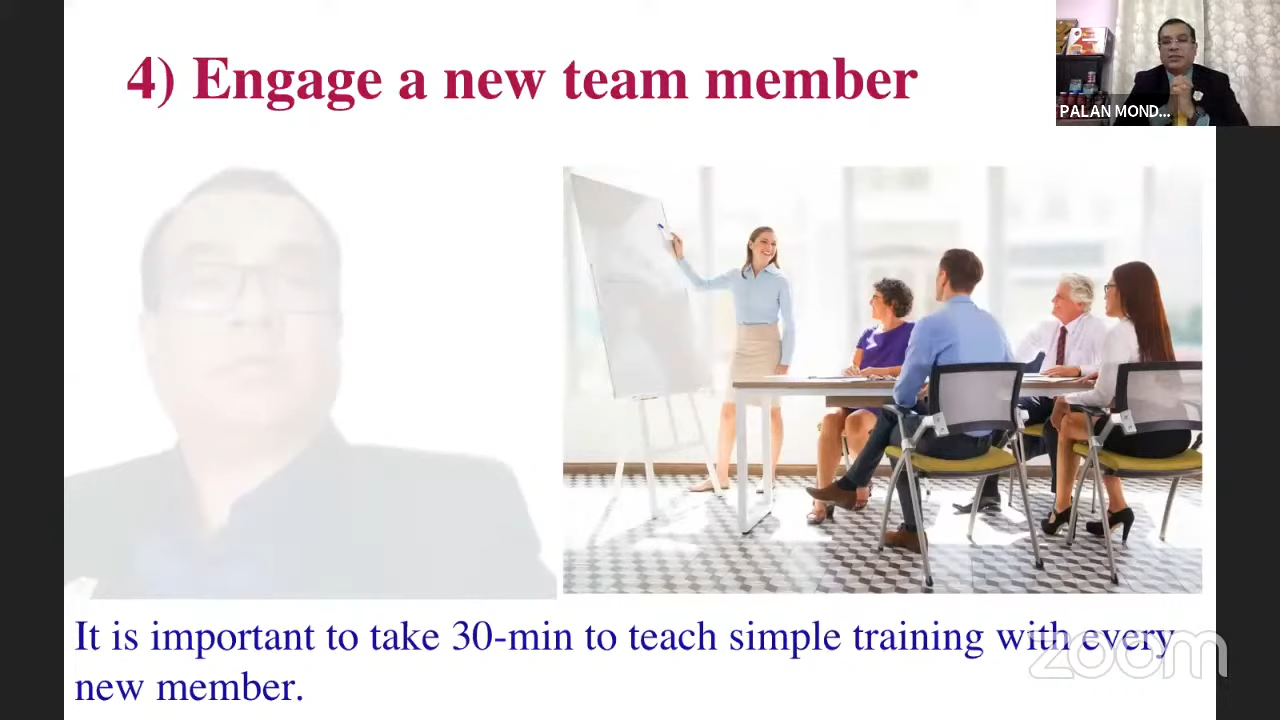 4) Engage a new team member
PALAN MOND...
It is important to take 30-min to teach simple training with every
new member.
zoom